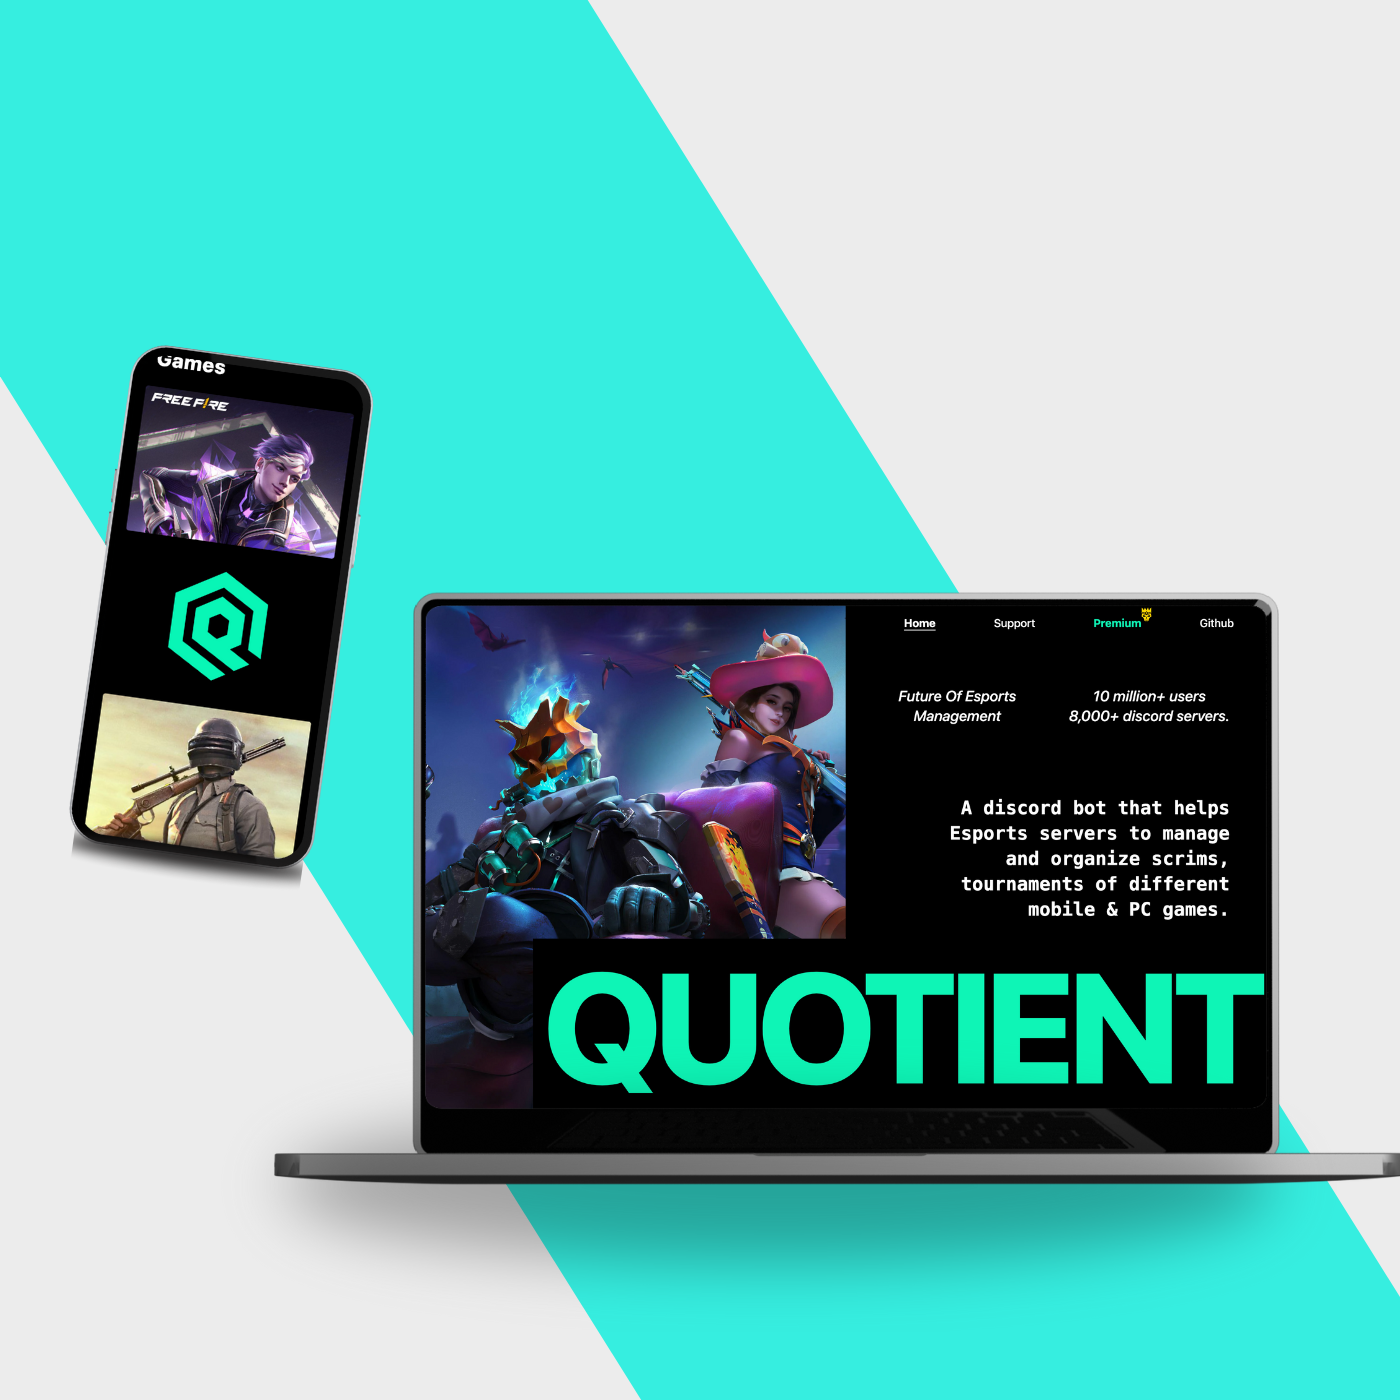 Games
FREE FIRE
Home
Support
Premium
Github
Future Of Esports
Management
10 million+ users
8,000+ discord servers.
A discord bot that helps
Esports servers to manage
and organize scrims,
tournaments of different
mobile & PC games.
QUOTIENT